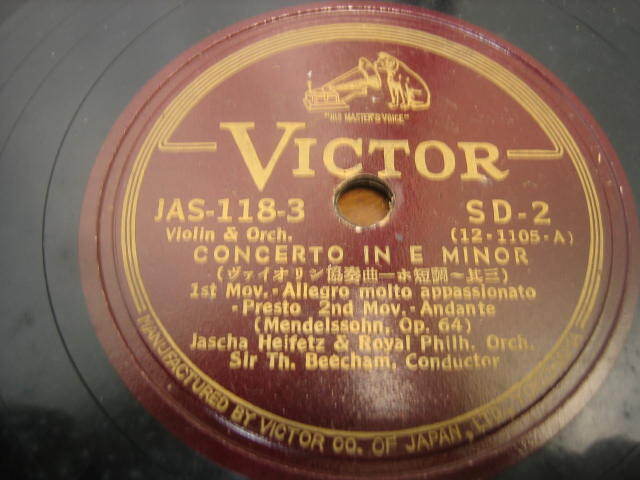 "HIS MASTER'S VOICE"
VICTOR
JAS-118-3 SD-2
Violin & Orch. (12-1105-A)
CONCERTO IN E MINOR
(ヴァイオリン協奏曲―ホ短調~其三)
1st Mov.-Allegro molto appassionato
-Presto 2nd Mov.-Andante
(Mendelssohn, Op. 64)
Jascha Heifetz & Royal Philh. Orch.
Sir Th. Beecham, Conductor
MANUFACTURED BY VICTOR CO. OF JAPAN, LTD.